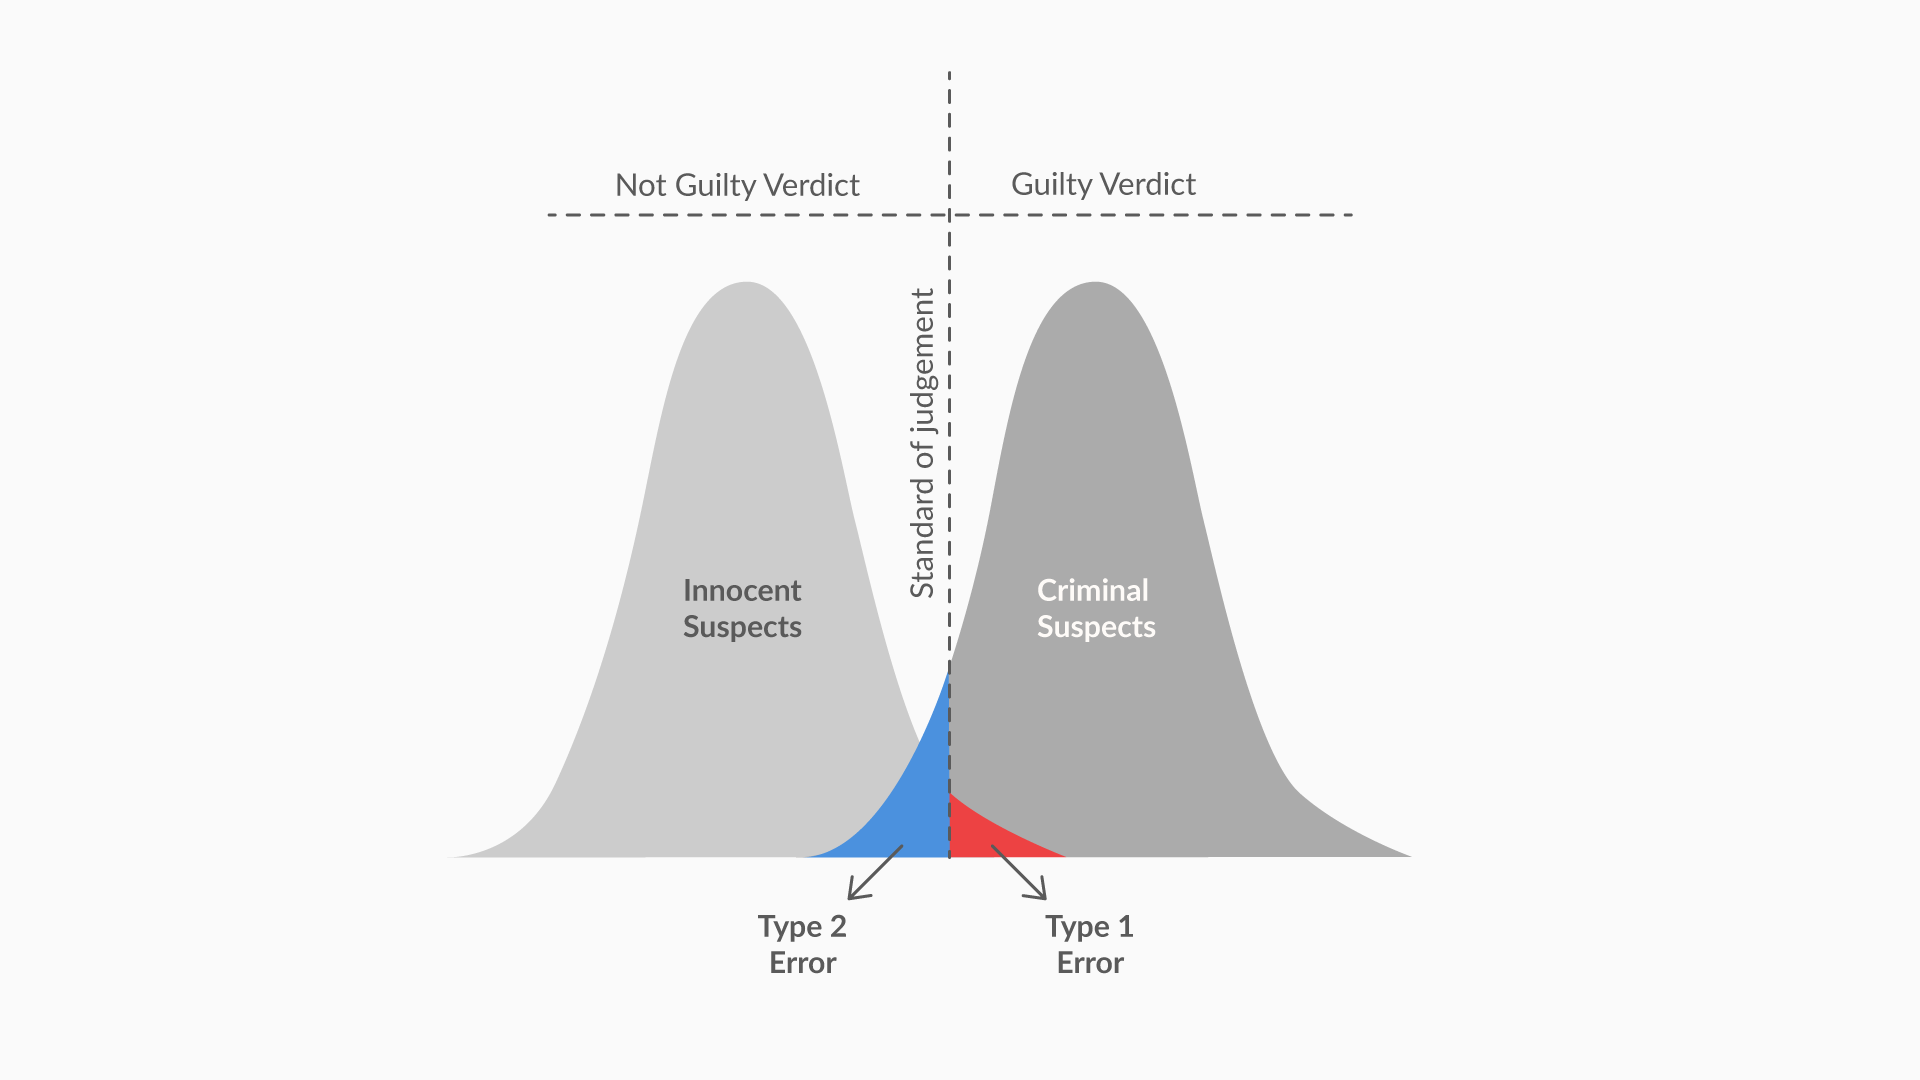 Not Guilty Verdict
Guilty Verdict
Standard of judgement
Innocent
Suspects
Criminal
Suspects
Type 2
Error
Type 1
Error